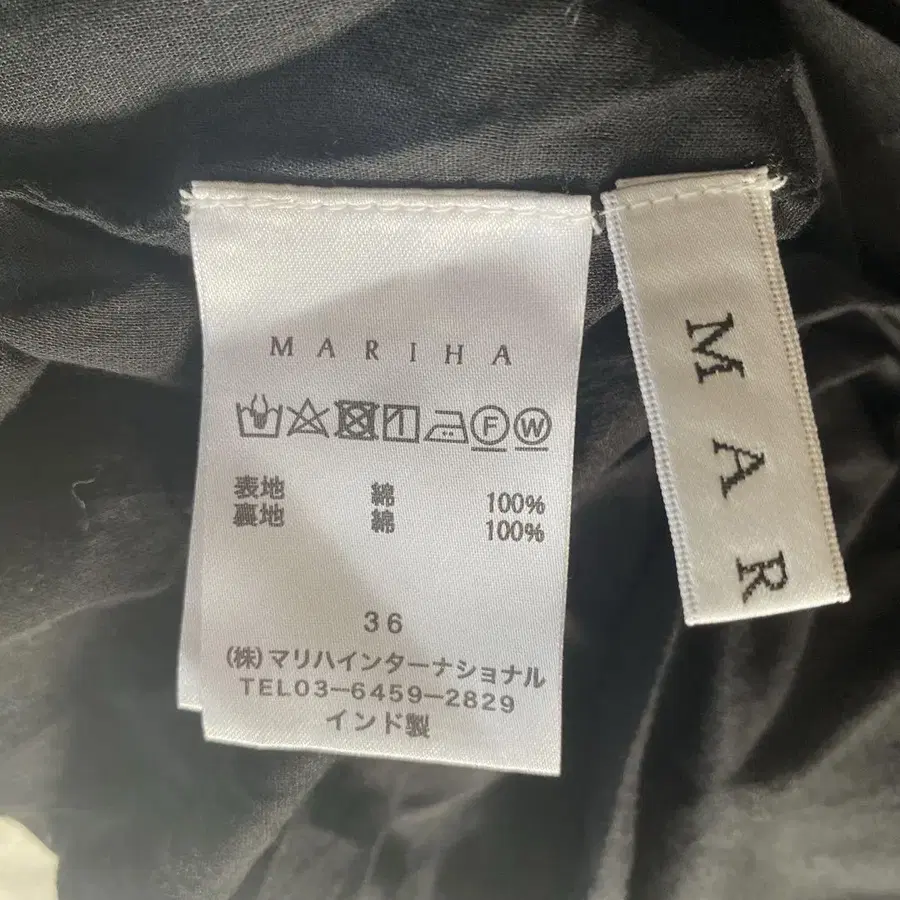 MARIHA
F W
表地 綿 100%
裏地 綿 100%
36
(株)マリハインターナショナル
TEL03-6459-2829
インド製
MAR